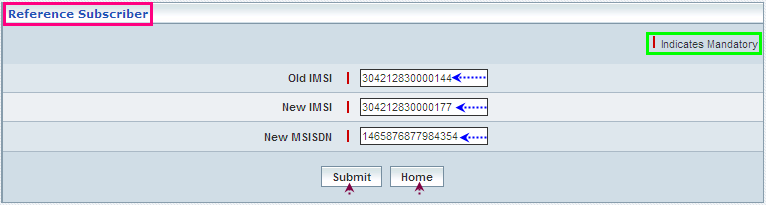 Reference Subscriber
Indicates Mandatory
Old IMSI 304212830000144
New IMSI 304212830000177
New MSISDN 1465876877984354
Submit Home